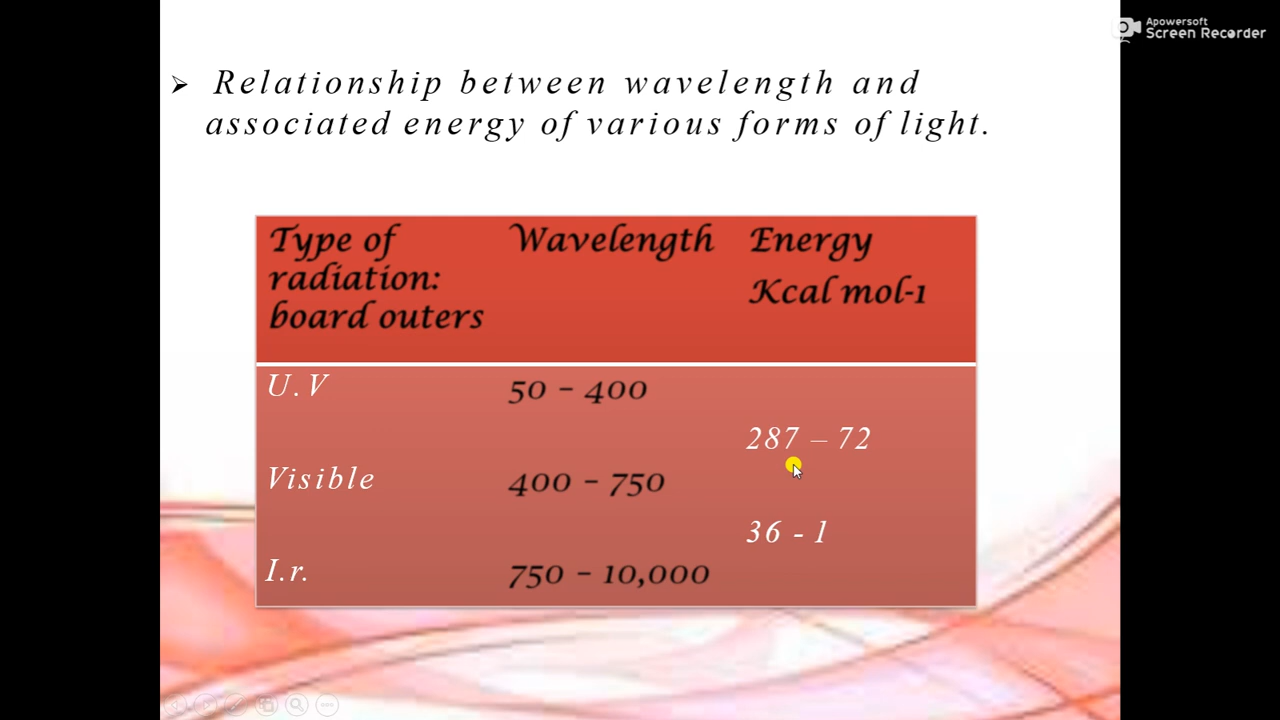 Apowersoft
Screen Recorder
➢ Relationship between wavelength and
associated energy of various forms of light.
Type of
radiation:
board outers
Wavelength
Energy
Kcal mol-1
U.V
50 – 400
287 – 72
Visible
400 – 750
36 - 1
I.r.
750 – 10,000